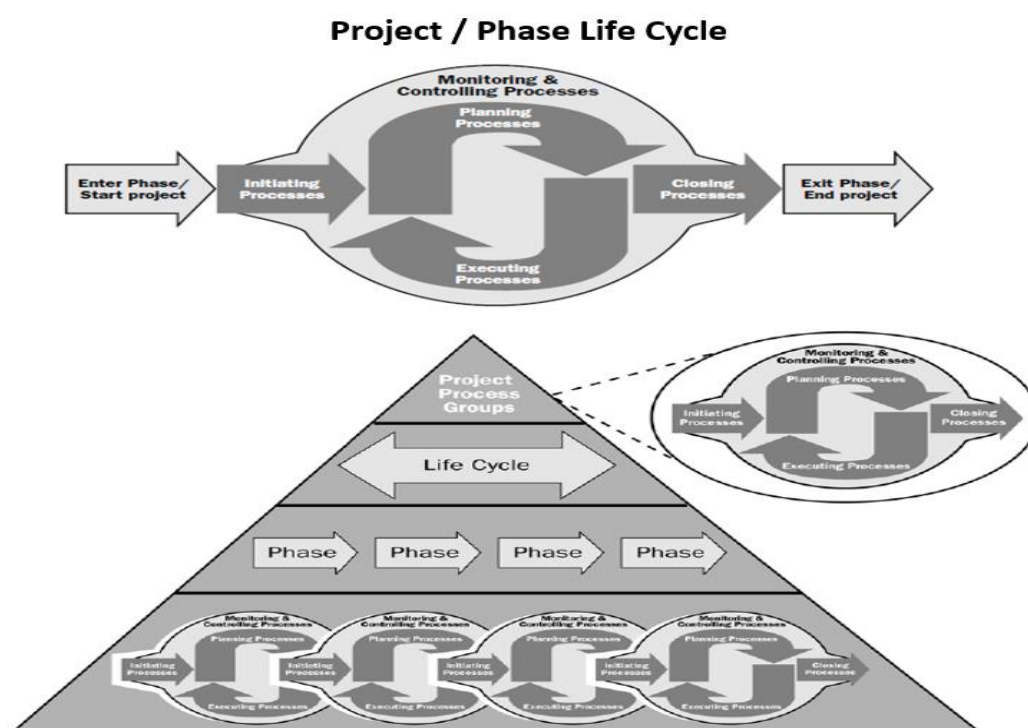 Project / Phase Life Cycle
Monitoring &
Controlling Processes
Planning
Processes
Enter Phase/
Start project
Initiating
Processes
Closing
Processes
Exit Phase/
End project
Executing
Processes
Project
Process
Groups
Monitoring &
Controlling Processes
Planning Processes
Initiating
Processes
Closing
Processes
Executing Processes
Life Cycle
Phase
Phase
Phase
Phase
Monitoring &
Controlling Processes
Planning Processes
Initiating
Processes
Executing Processes
Monitoring &
Controlling Processes
Planning Processes
Initiating
Processes
Executing Processes
Monitoring &
Controlling Processes
Planning Processes
Initiating
Processes
Executing Processes
Monitoring &
Controlling Processes
Planning Processes
Initiating
Processes
Closing
Processes
Executing Processes